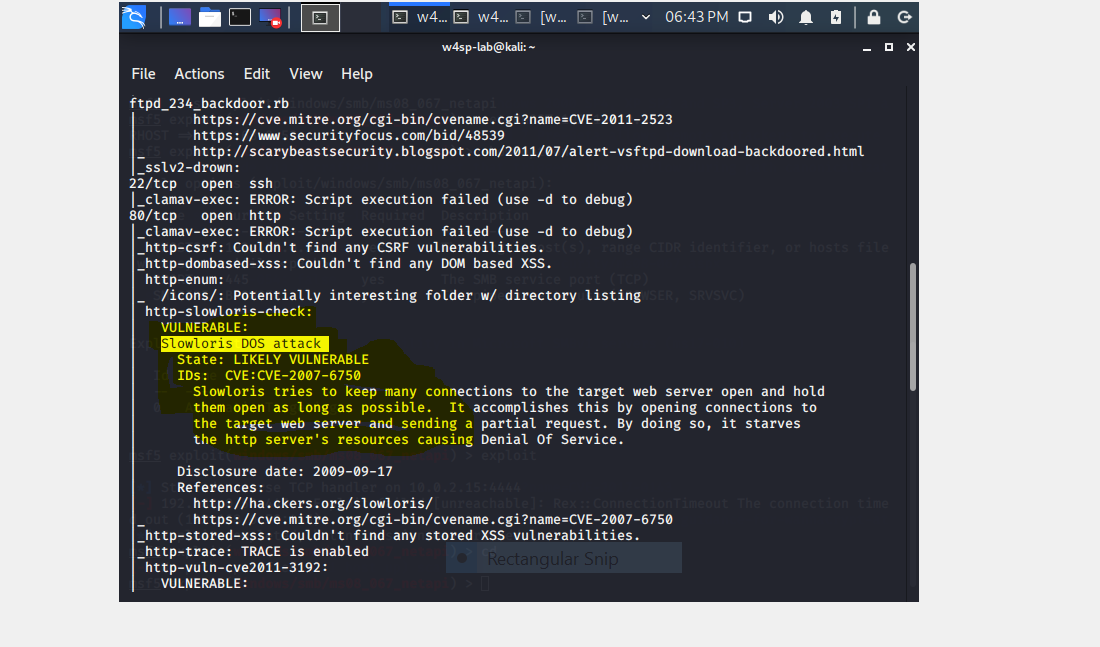 w4... w4... [w... [w... 06:43 PM
w4sp-lab@kali: ~
File Actions Edit View Help
ftpd_234_backdoor.rb
https://cve.mitre.org/cgi-bin/cvename.cgi?name=CVE-2011-2523
https://www.securityfocus.com/bid/48539
|_ http://scarybeastsecurity.blogspot.com/2011/07/alert-vsftpd-download-backdoored.html
|_sslv2-drown:
22/tcp open ssh
|_clamav-exec: ERROR: Script execution failed (use -d to debug)
80/tcp open http
|_clamav-exec: ERROR: Script execution failed (use -d to debug)
|_http-csrf: Couldn't find any CSRF vulnerabilities.
|_http-dombased-xss: Couldn't find any DOM based XSS.
| http-enum:
|_ /icons/: Potentially interesting folder w/ directory listing
| http-slowloris-check:
| VULNERABLE:
| Slowloris DOS attack
| State: LIKELY VULNERABLE
| IDs: CVE:CVE-2007-6750
| Slowloris tries to keep many connections to the target web server open and hold
| them open as long as possible. It accomplishes this by opening connections to
| the target web server and sending a partial request. By doing so, it starves
| the http server's resources causing Denial Of Service.
| Disclosure date: 2009-09-17
| References:
| http://ha.ckers.org/slowloris/
|_ https://cve.mitre.org/cgi-bin/cvename.cgi?name=CVE-2007-6750
|_http-stored-xss: Couldn't find any stored XSS vulnerabilities.
|_http-trace: TRACE is enabled
Rectangular Snip
| http-vuln-cve2011-3192:
| VULNERABLE: